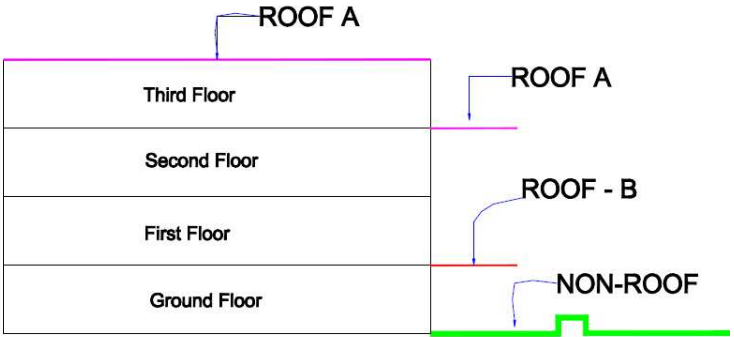 ROOF A
Third Floor
ROOF A
Second Floor
ROOF - B
First Floor
NON-ROOF
Ground Floor